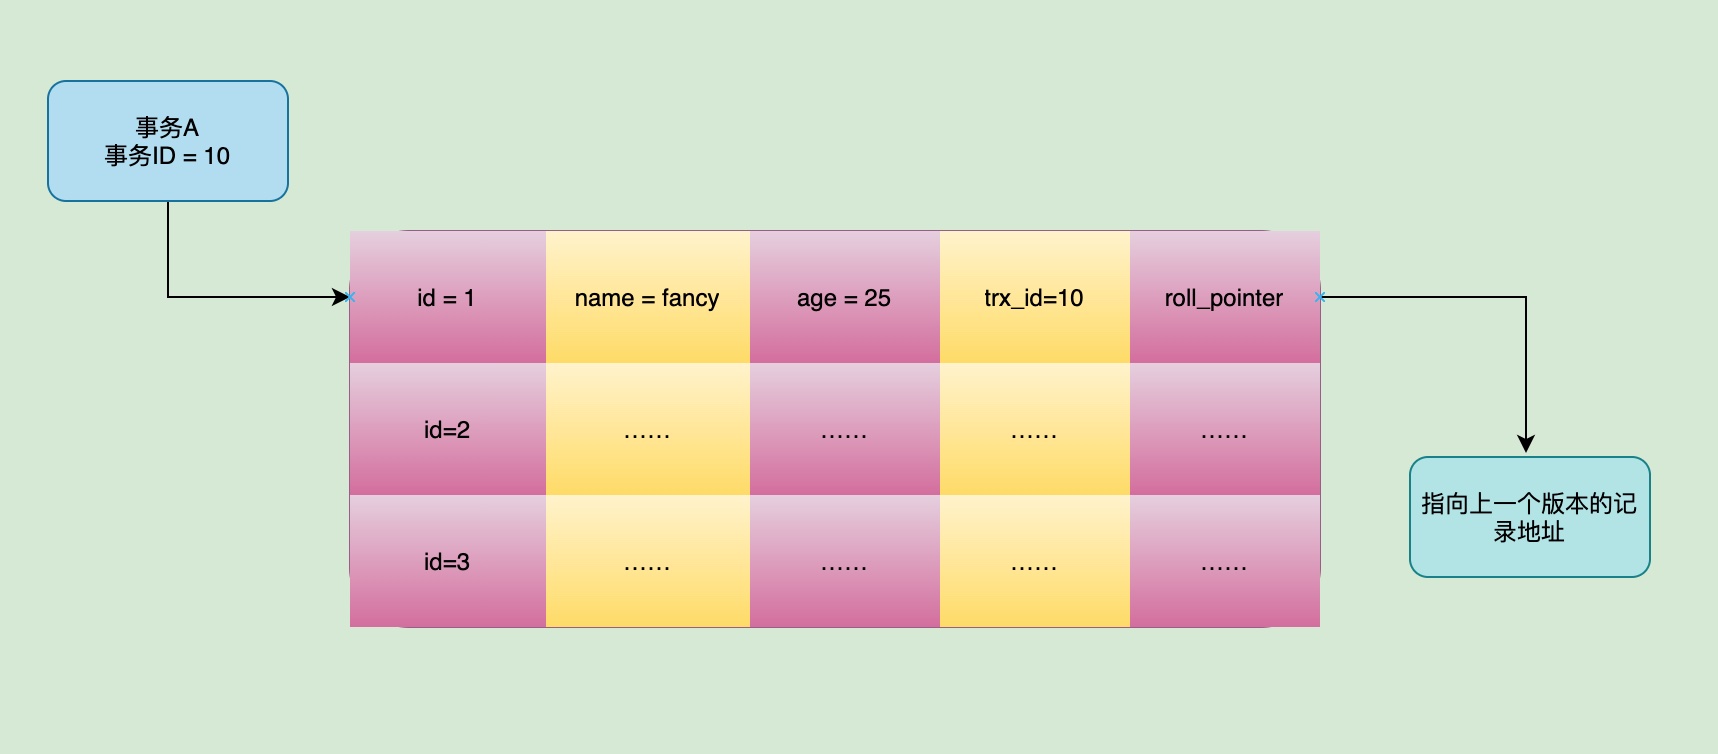 事务A
事务ID = 10
id = 1 name = fancy age = 25 trx_id=10 roll_pointer
id=2 …… …… …… ……
id=3 …… …… …… ……
指向上一个版本的记
录地址